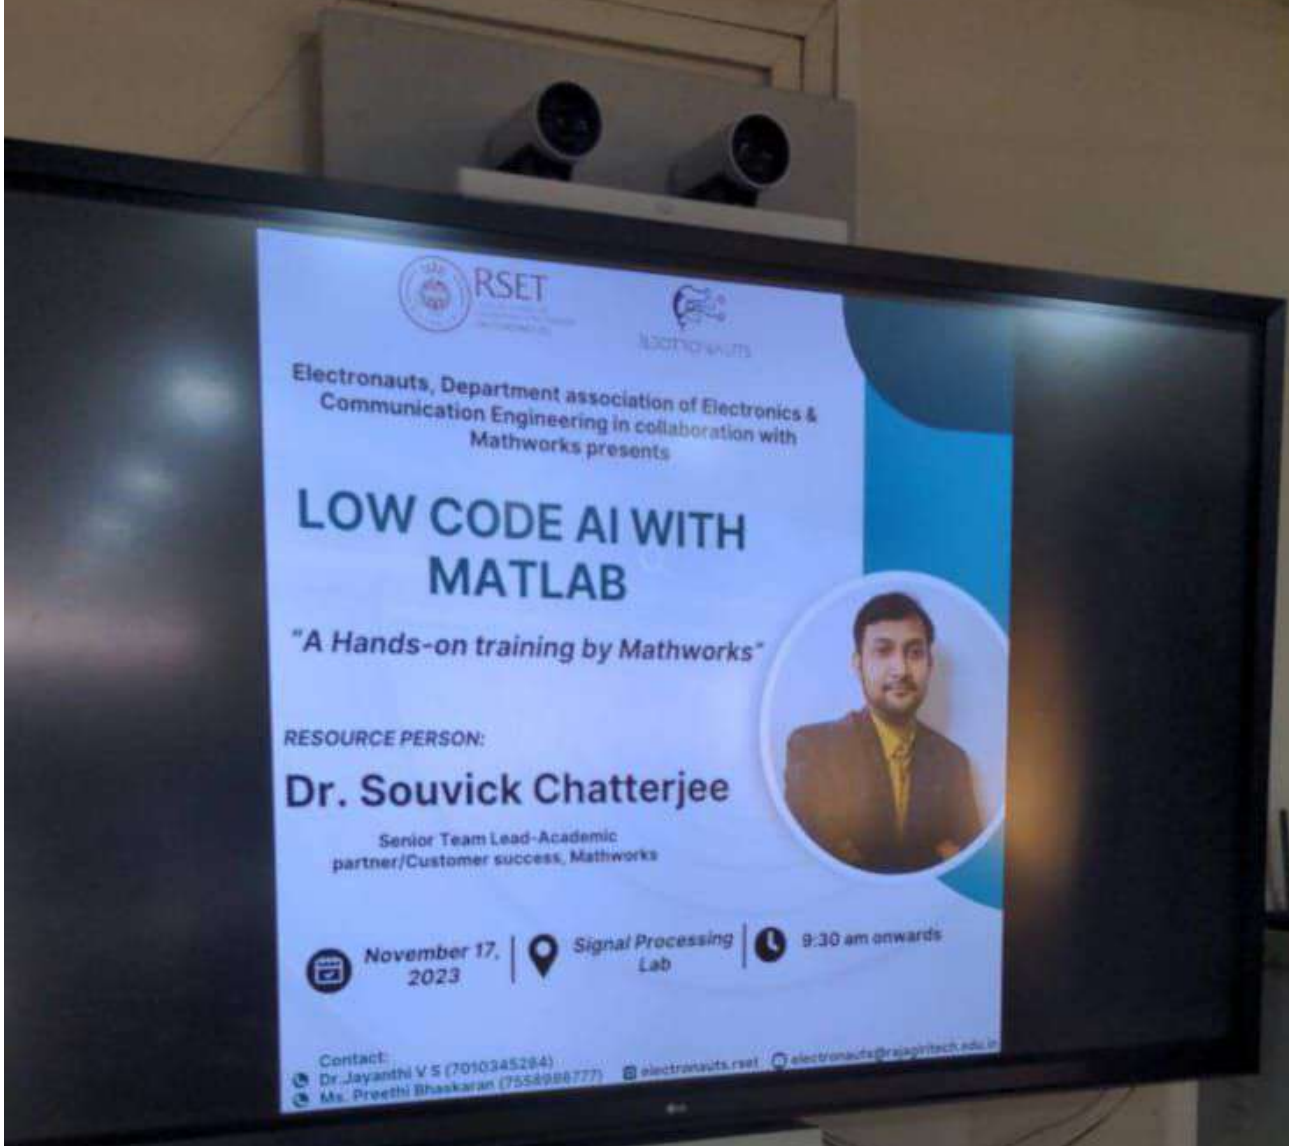 RSET
Electronauts, Department association of Electronics &
Communication Engineering in collaboration with
Mathworks presents
LOW CODE AI WITH
MATLAB
"A Hands-on training by Mathworks"
RESOURCE PERSON:
Dr. Souvick Chatterjee
Senior Team Lead-Academic
partner/Customer success, Mathworks
November 17,
2023
Signal Processing
Lab
9:30 am onwards
Contact:
Dr.Jayanthi V S (7010345284)
Ms. Preethi Bhaskaran
electronauts.rset
electronauts@rajagiritech.edu.in
LG